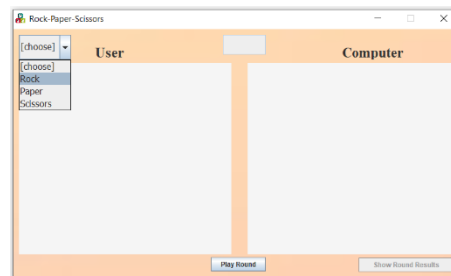 Rock-Paper-Scissors
[choose]
User
Computer
[choose]
Rock
Paper
Scissors
Play Round
Show Round Results